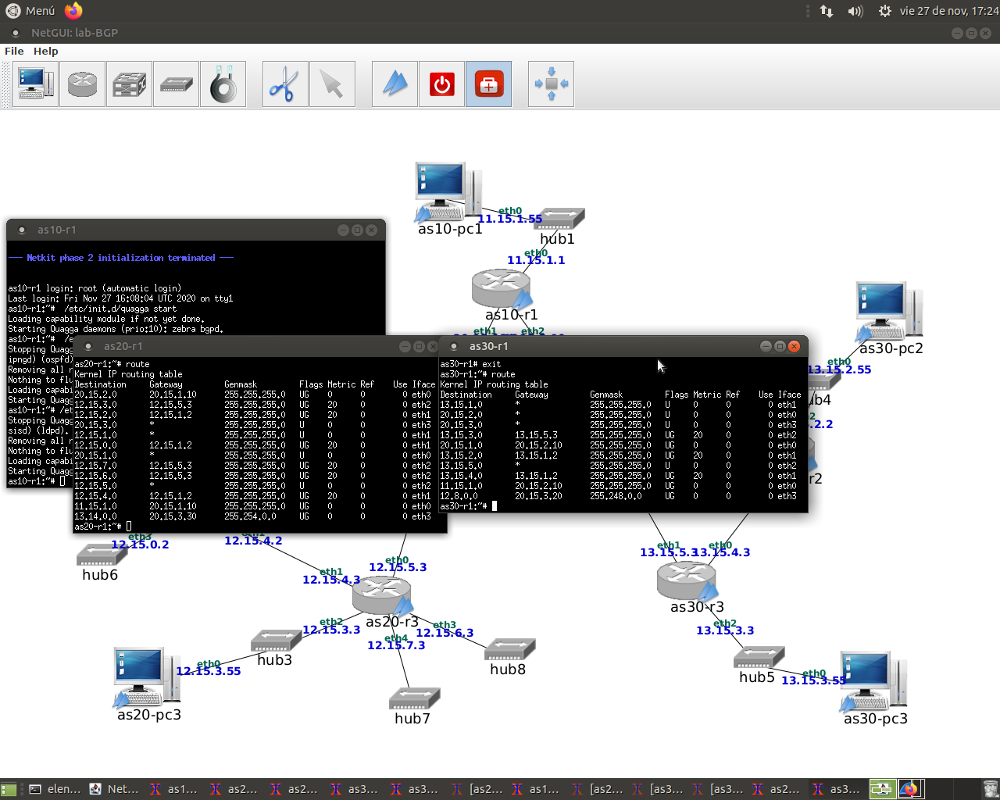 Menú
vie 27 de nov, 17:24
NetGUI: lab-BGP
File Help
as10-pc1
eth0
11.15.1.55
hub1
eth0
11.15.1.1
as10-r1
eth1
eth2
as30-pc2
eth0
13.15.2.55
as10-r1
─── Netkit phase 2 initialization terminated ───
as10-r1 login: root (automatic login)
Last login: Fri Nov 27 16:08:04 UTC 2020 on tty1
as10-r1:~#  /etc/init.d/quagga start
Loading capability module if not yet done.
Starting Quagga daemons (prio:10): zebra bgpd.
as10-r1:~#  /e
Stopping Quagg
ipngd) (ospfd)
Removing all r
Nothing to flu
Loading capabi
Starting Quagg
as10-r1:~# /et
Stopping Quagg
sisd) (ldpd).
Removing all r
Nothing to flu
Loading capabi
Starting Quagg
as10-r1:~#
as20-r1
as20-r1:~# route
Kernel IP routing table
Destination Gateway Genmask Flags Metric Ref Use Iface
20.15.2.0 20.15.1.10 255.255.255.0 UG 0 0 0 eth0
12.15.3.0 12.15.5.3 255.255.255.0 UG 20 0 0 eth2
12.15.2.0 12.15.1.2 255.255.255.0 UG 20 0 0 eth1
20.15.3.0 * 255.255.255.0 U 0 0 0 eth3
12.15.1.0 * 255.255.255.0 U 0 0 0 eth1
12.15.0.0 12.15.1.2 255.255.255.0 UG 20 0 0 eth1
20.15.1.0 * 255.255.255.0 U 0 0 0 eth0
12.15.7.0 12.15.5.3 255.255.255.0 UG 20 0 0 eth2
12.15.6.0 12.15.5.3 255.255.255.0 UG 20 0 0 eth2
12.15.5.0 * 255.255.255.0 U 0 0 0 eth2
12.15.4.0 12.15.1.2 255.255.255.0 UG 20 0 0 eth1
11.15.1.0 20.15.1.10 255.255.255.0 UG 0 0 0 eth0
13.14.0.0 20.15.3.30 255.254.0.0 UG 0 0 0 eth3
as20-r1:~#
as30-r1
as30-r1# exit
as30-r1:~# route
Kernel IP routing table
Destination Gateway Genmask Flags Metric Ref Use Iface
13.15.1.0 * 255.255.255.0 U 0 0 0 eth1
20.15.2.0 * 255.255.255.0 U 0 0 0 eth0
20.15.3.0 * 255.255.255.0 U 0 0 0 eth3
13.15.3.0 13.15.5.3 255.255.255.0 UG 20 0 0 eth2
20.15.1.0 20.15.2.10 255.255.255.0 UG 0 0 0 eth0
13.15.2.0 13.15.1.2 255.255.255.0 UG 20 0 0 eth1
13.15.5.0 * 255.255.255.0 U 0 0 0 eth2
13.15.4.0 13.15.1.2 255.255.255.0 UG 20 0 0 eth1
11.15.1.0 20.15.2.10 255.255.255.0 UG 0 0 0 eth0
12.8.0.0 20.15.3.20 255.248.0.0 UG 0 0 0 eth3
as30-r1:~#
ub4
2
.2.2
r2
eth3
12.15.0.2
hub6
eth1
12.15.4.2
eth0
12.15.5.3
eth1
12.15.4.3
as20-r3
eth2
12.15.3.3
eth3
12.15.6.3
eth4
12.15.7.3
hub3
hub8
eth0
12.15.3.55
as20-pc3
hub7
eth1
13.15.5.3
eth0
13.15.4.3
as30-r3
eth2
13.15.3.3
hub5
eth0
13.15.3.55
as30-pc3
elen...
Net...
as1...
as2...
as2...
as3...
as3...
[as2...
as1...
[as2...
[as3...
[as3...
as2...
as3...